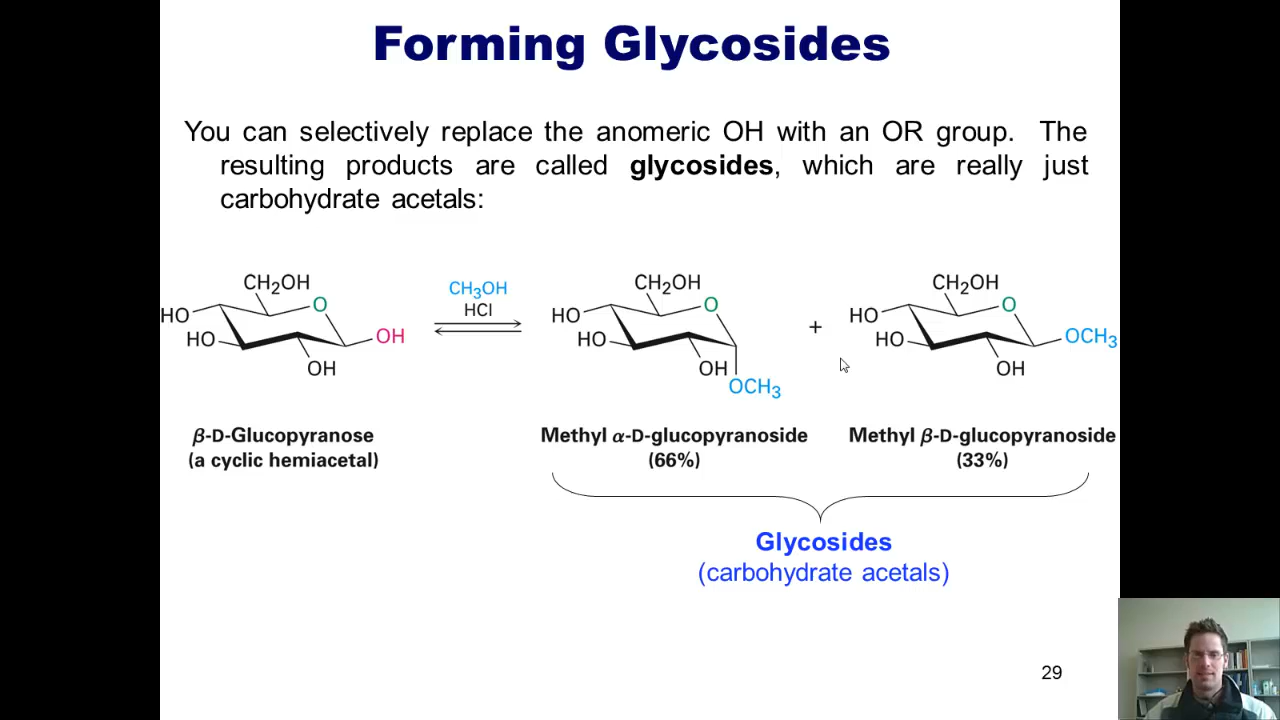 Forming Glycosides
You can selectively replace the anomeric OH with an OR group. The
resulting products are called glycosides, which are really just
carbohydrate acetals:
CH₂OH
HO
O
HO
OH
OH
CH₃OH
HCl
CH₂OH
HO
O
HO
OH
OCH₃
+
CH₂OH
HO
O
HO
OCH₃
OH
β-D-Glucopyranose
(a cyclic hemiacetal)
Methyl α-D-glucopyranoside
(66%)
Methyl β-D-glucopyranoside
(33%)
Glycosides
(carbohydrate acetals)
29